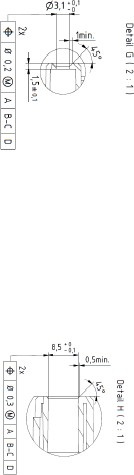 Detail G ( 2 : 1 )
1min.
45°
Ø3,1 +0,1 -0
1,5±0,1
2x
⌖ Ø 0,2 Ⓜ A B-C D
Detail H ( 2 : 1 )
0,5min.
45°
8,5 +0 -0,1
2x
⌖ Ø 0,3 Ⓜ A B-C D